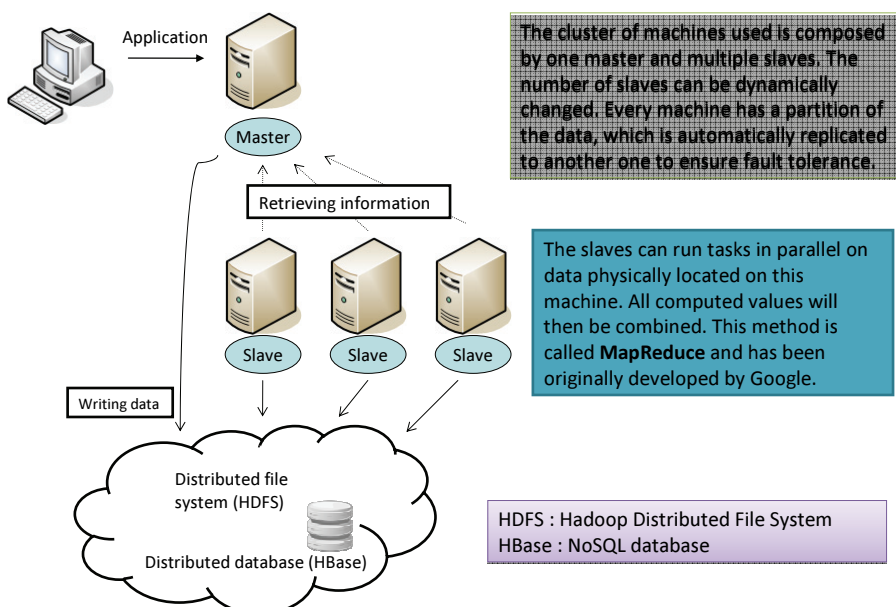 Application
The cluster of machines used is composed
by one master and multiple slaves. The
number of slaves can be dynamically
changed. Every machine has a partition of
the data, which is automatically replicated
to another one to ensure fault tolerance.
Master
Retrieving information
The slaves can run tasks in parallel on
data physically located on this
machine. All computed values will
then be combined. This method is
called MapReduce and has been
originally developed by Google.
Slave
Slave
Slave
Writing data
Distributed file
system (HDFS)
Distributed database (HBase)
HDFS : Hadoop Distributed File System
HBase : NoSQL database